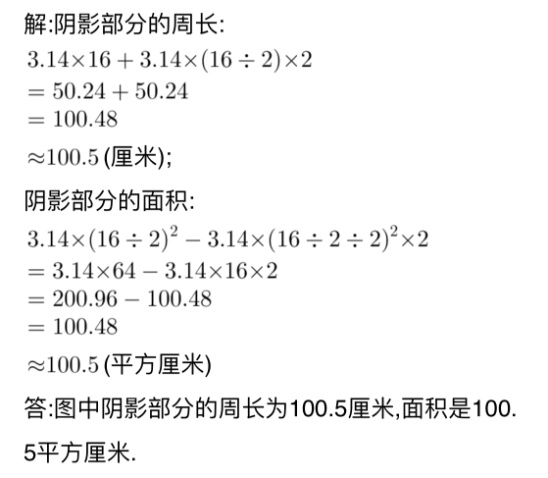 解:阴影部分的周长:
3.14×16+3.14×(16÷2)×2
=50.24+50.24
=100.48
≈100.5(厘米);
阴影部分的面积:
3.14×(16÷2)²−3.14×(16÷2÷2)²×2
=3.14×64−3.14×16×2
=200.96−100.48
=100.48
≈100.5(平方厘米)
答:图中阴影部分的周长为100.5厘米,面积是100.
5平方厘米.